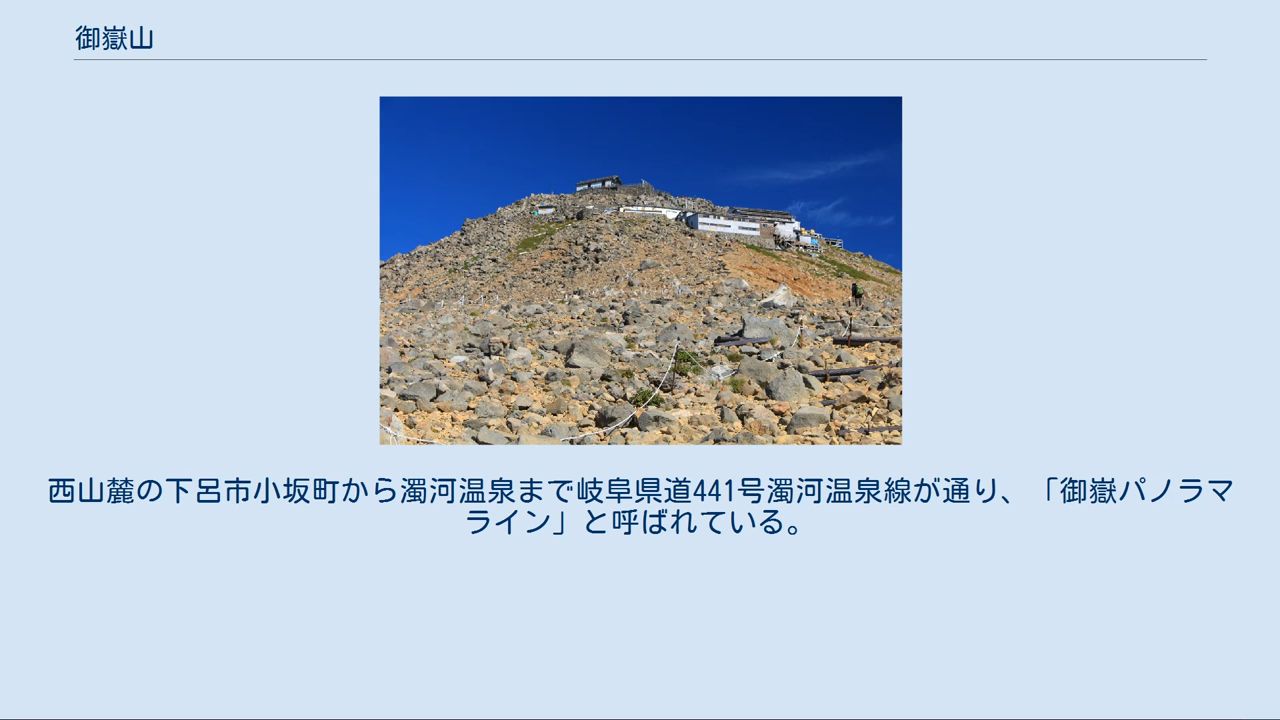 御嶽山
西山麓の下呂市小坂町から濁河温泉まで岐阜県道441号濁河温泉線が通り、「御嶽パノラマ
ライン」と呼ばれている。